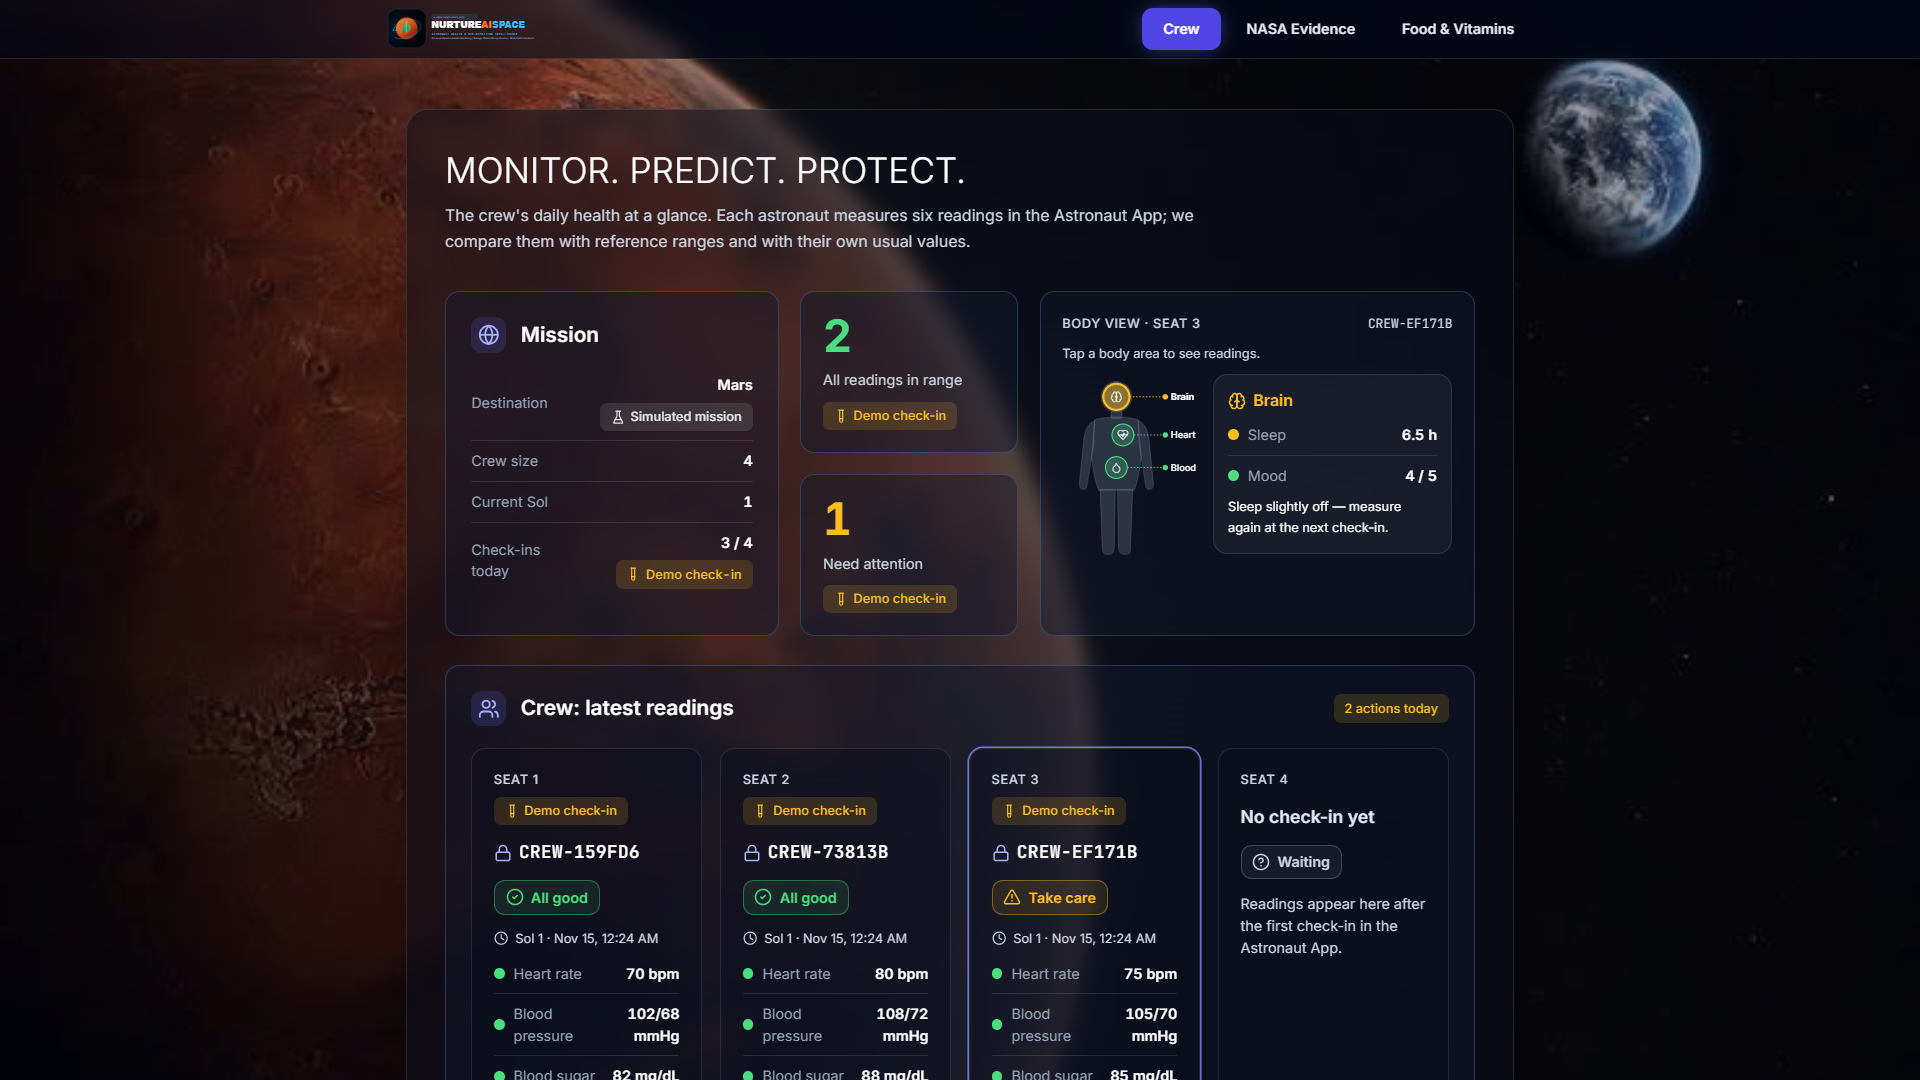 NURTUREAISPACE
Crew
NASA Evidence
Food & Vitamins
MONITOR. PREDICT. PROTECT.
The crew's daily health at a glance. Each astronaut measures six readings in the Astronaut App; we
compare them with reference ranges and with their own usual values.
Mission
Destination
Mars
Simulated mission
Crew size
4
Current Sol
1
Check-ins
today
3 / 4
Demo check-in
2
All readings in range
Demo check-in
1
Need attention
Demo check-in
BODY VIEW · SEAT 3
CREW-EF171B
Tap a body area to see readings.
Brain
Heart
Blood
Brain
Sleep
6.5 h
Mood
4 / 5
Sleep slightly off — measure
again at the next check-in.
Crew: latest readings
2 actions today
SEAT 1
Demo check-in
CREW-159FD6
All good
Sol 1 · Nov 15, 12:24 AM
Heart rate
70 bpm
Blood
pressure
102/68
mmHg
Blood sugar
82 mg/dL
SEAT 2
Demo check-in
CREW-73813B
All good
Sol 1 · Nov 15, 12:24 AM
Heart rate
80 bpm
Blood
pressure
108/72
mmHg
Blood sugar
88 mg/dL
SEAT 3
Demo check-in
CREW-EF171B
Take care
Sol 1 · Nov 15, 12:24 AM
Heart rate
75 bpm
Blood
pressure
105/70
mmHg
Blood sugar
85 mg/dL
SEAT 4
No check-in yet
Waiting
Readings appear here after
the first check-in in the
Astronaut App.